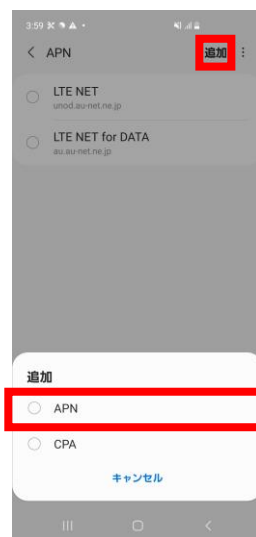 3:59
APN 追加
LTE NET
unod.au-net.ne.jp
LTE NET for DATA
au.au-net.ne.jp
追加
APN
CPA
キャンセル